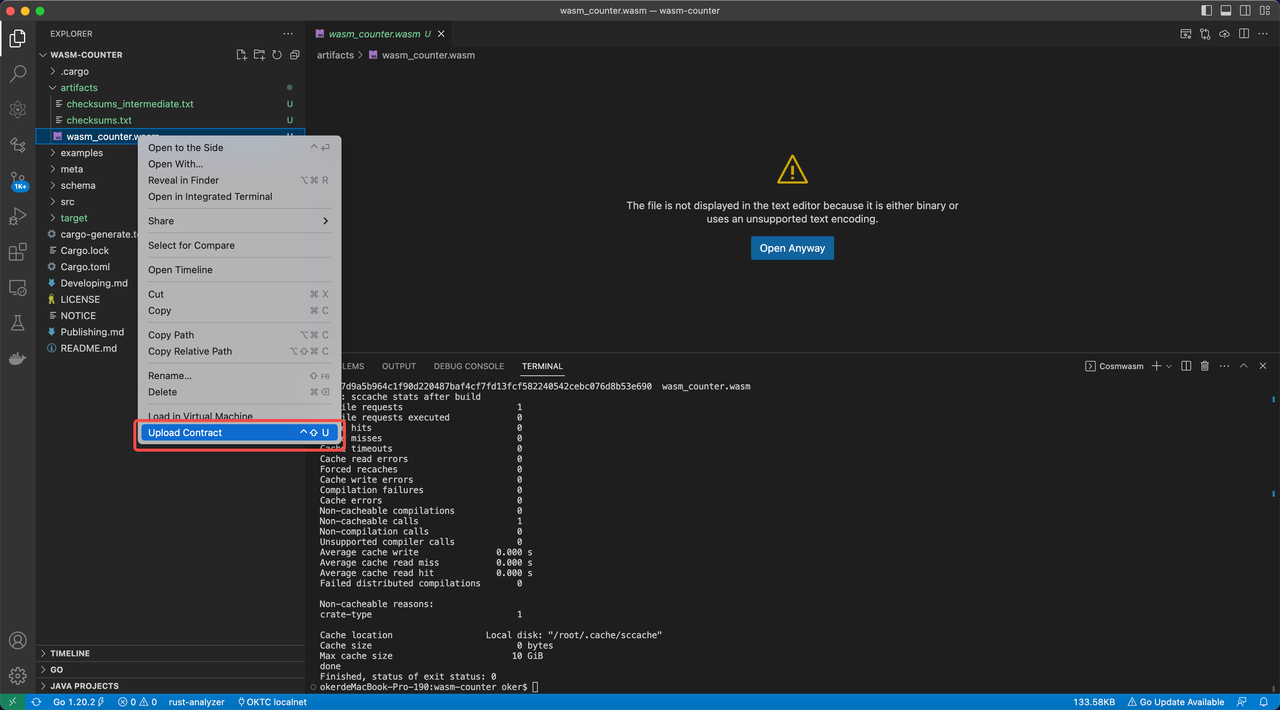 wasm_counter.wasm — wasm-counter
EXPLORER
WASM-COUNTER
.cargo
artifacts
checksums_intermediate.txt U
checksums.txt U
wasm_counter.wasm U
examples
meta
schema
src
target
cargo-generate.to
Cargo.lock
Cargo.toml
Developing.md
LICENSE
NOTICE
Publishing.md
README.md
TIMELINE
GO
JAVA PROJECTS
1K+
Open to the Side ^ ⏎
Open With...
Reveal in Finder ⌥⌘ R
Open in Integrated Terminal
Share
Select for Compare
Open Timeline
Cut ⌘ X
Copy ⌘ C
Copy Path ⌥⌘ C
Copy Relative Path ⌥⇧⌘ C
Rename... ⇧ F6
Delete ⌘⌫
Load in Virtual Machine
Upload Contract ^⇧ U
wasm_counter.wasm U
artifacts > wasm_counter.wasm
The file is not displayed in the text editor because it is either binary or
uses an unsupported text encoding.
Open Anyway
LEMS OUTPUT DEBUG CONSOLE TERMINAL
Cosmwasm
7d9a5b964c1f90d220487baf4cf7fd13fcf582240542cebc076d8b53e690 wasm_counter.wasm
: sccache stats after build
ile requests 1
ile requests executed 0
hits 0
misses 0
Cache timeouts 0
Cache read errors 0
Forced recaches 0
Cache write errors 0
Compilation failures 0
Cache errors 0
Non-cacheable compilations 0
Non-cacheable calls 1
Non-compilation calls 0
Unsupported compiler calls 0
Average cache write 0.000 s
Average cache read miss 0.000 s
Average cache read hit 0.000 s
Failed distributed compilations 0
Non-cacheable reasons:
crate-type 1
Cache location Local disk: "/root/.cache/sccache"
Cache size 0 bytes
Max cache size 10 GiB
done
Finished, status of exit status: 0
okerdeMacBook-Pro-190:wasm-counter oker$
Go 1.20.2 0 0 rust-analyzer OKTC localnet 133.58KB Go Update Available